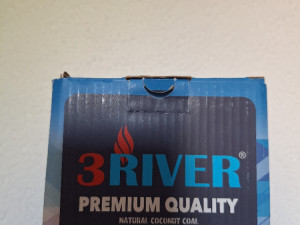 3RIVER®
PREMIUM QUALITY
NATURAL COCONUT COAL